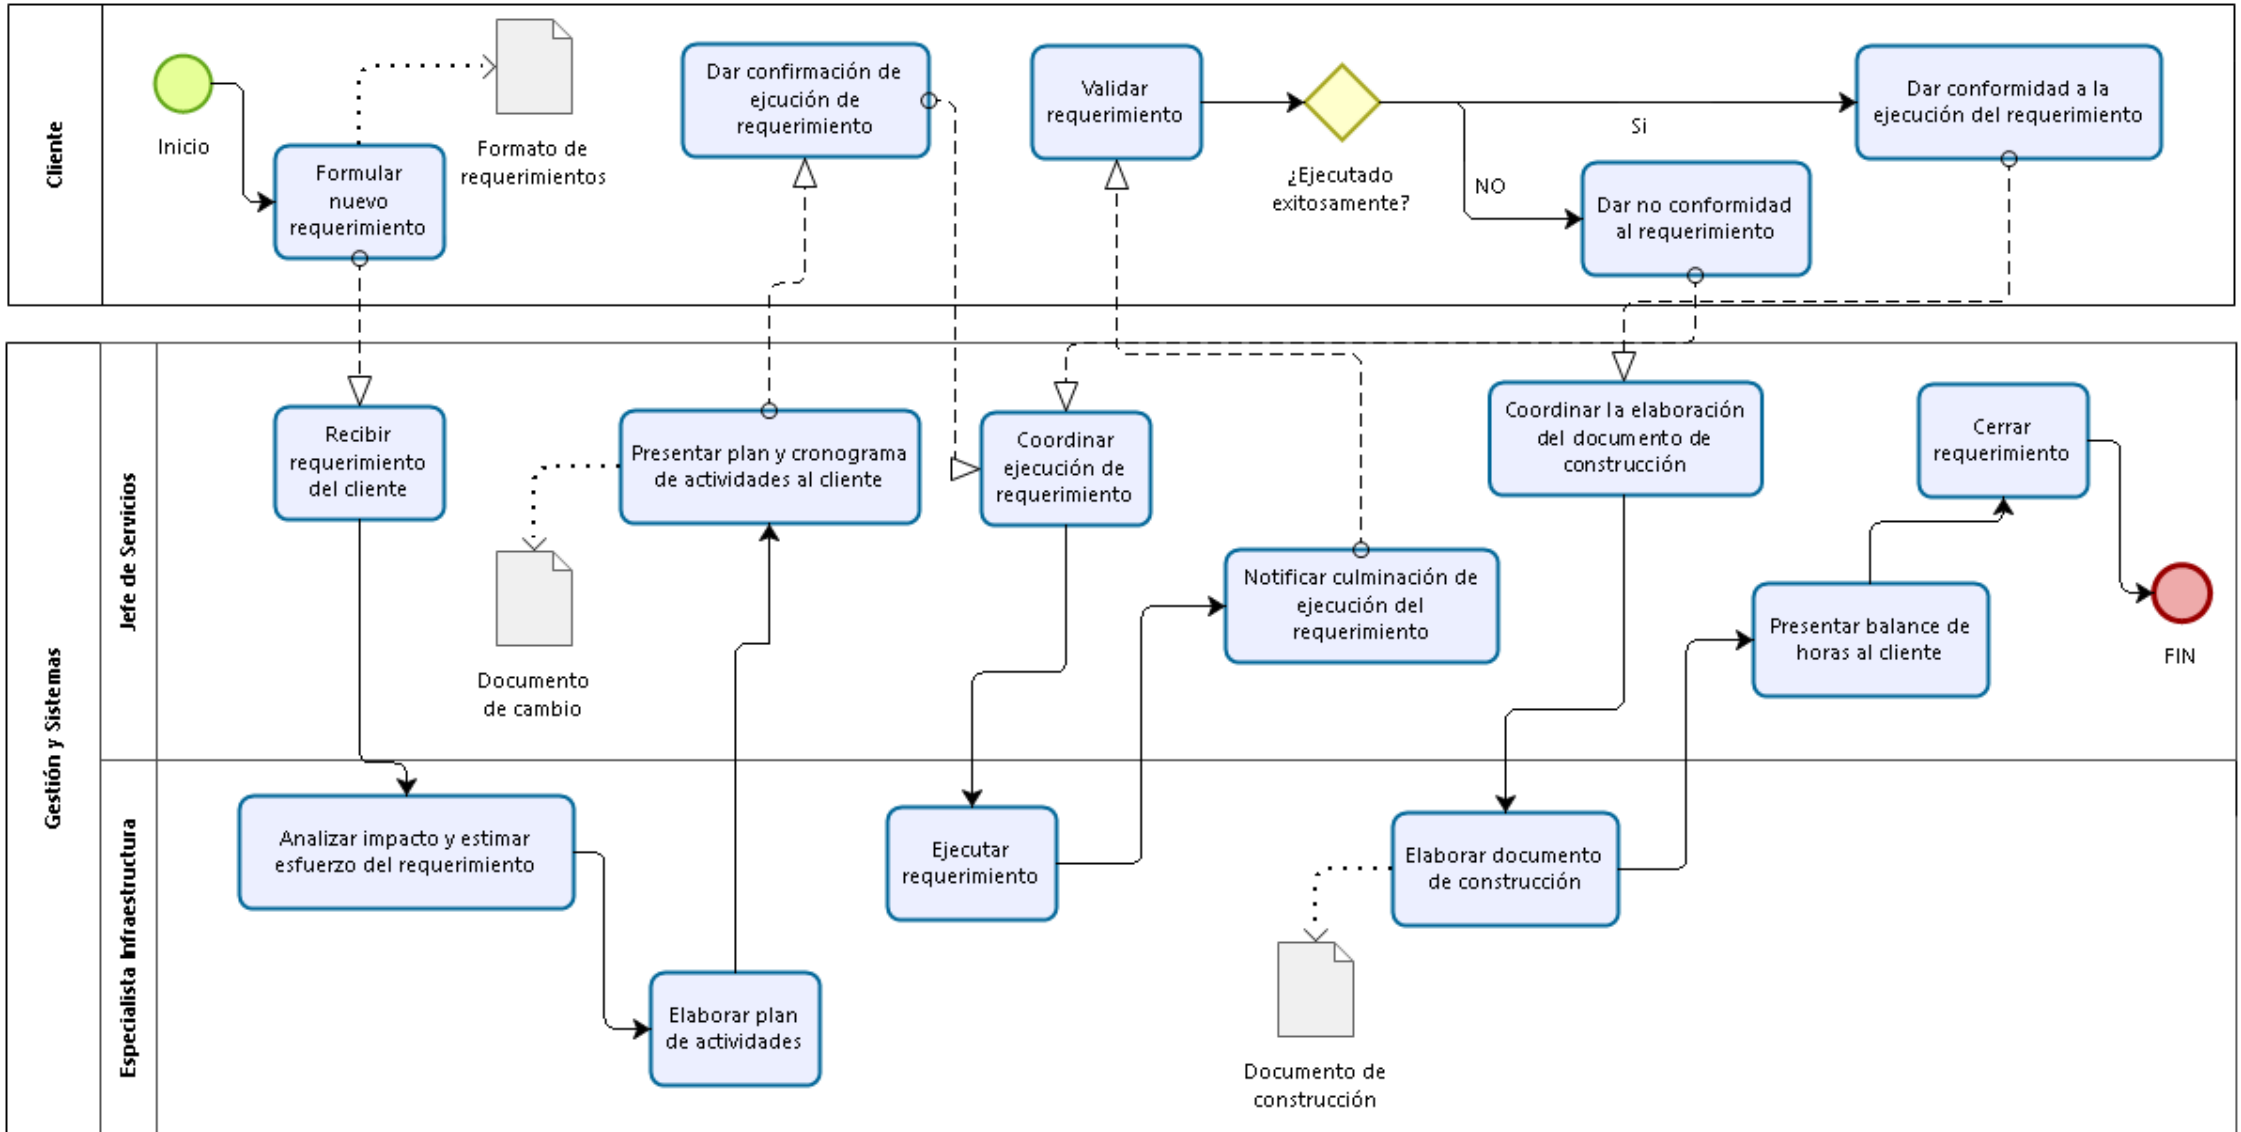 Cliente
Inicio
Formular
nuevo
requerimiento
Formato de
requerimientos
Dar confirmación de
ejcución de
requerimiento
Validar
requerimiento
¿Ejecutado
exitosamente?
Si
NO
Dar conformidad a la
ejecución del requerimiento
Dar no conformidad
al requerimiento
Gestión y Sistemas
Jefe de Servicios
Recibir
requerimiento
del cliente
Presentar plan y cronograma
de actividades al cliente
Documento
de cambio
Coordinar
ejecución de
requerimiento
Notificar culminación de
ejecución del
requerimiento
Coordinar la elaboración
del documento de
construcción
Presentar balance de
horas al cliente
Cerrar
requerimiento
FIN
Especialista Infraestructura
Analizar impacto y estimar
esfuerzo del requerimiento
Elaborar plan
de actividades
Ejecutar
requerimiento
Elaborar documento
de construcción
Documento de
construcción